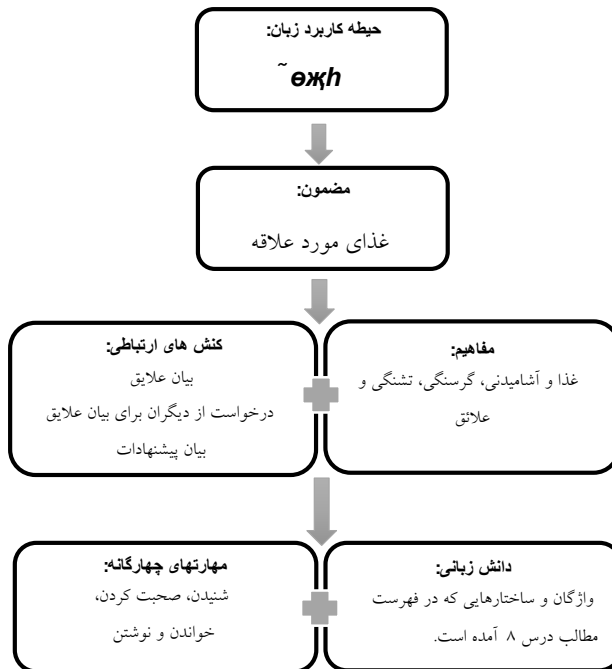 حیطه کاربرد زبان:
˜ өҗһ
مضمون:
غذای مورد علاقه
مفاهیم:
غذا و آشامیدنی، گرسنگی، تشنگی و
علائق
کنش های ارتباطی:
بیان علایق
درخواست از دیگران برای بیان علایق
بیان پیشنهادات
دانش زبانی:
واژگان و ساختارهایی که در فهرست
مطالب درس ۸ آمده است.
مهارتهای چهارگانه:
شنیدن، صحبت کردن،
خواندن و نوشتن